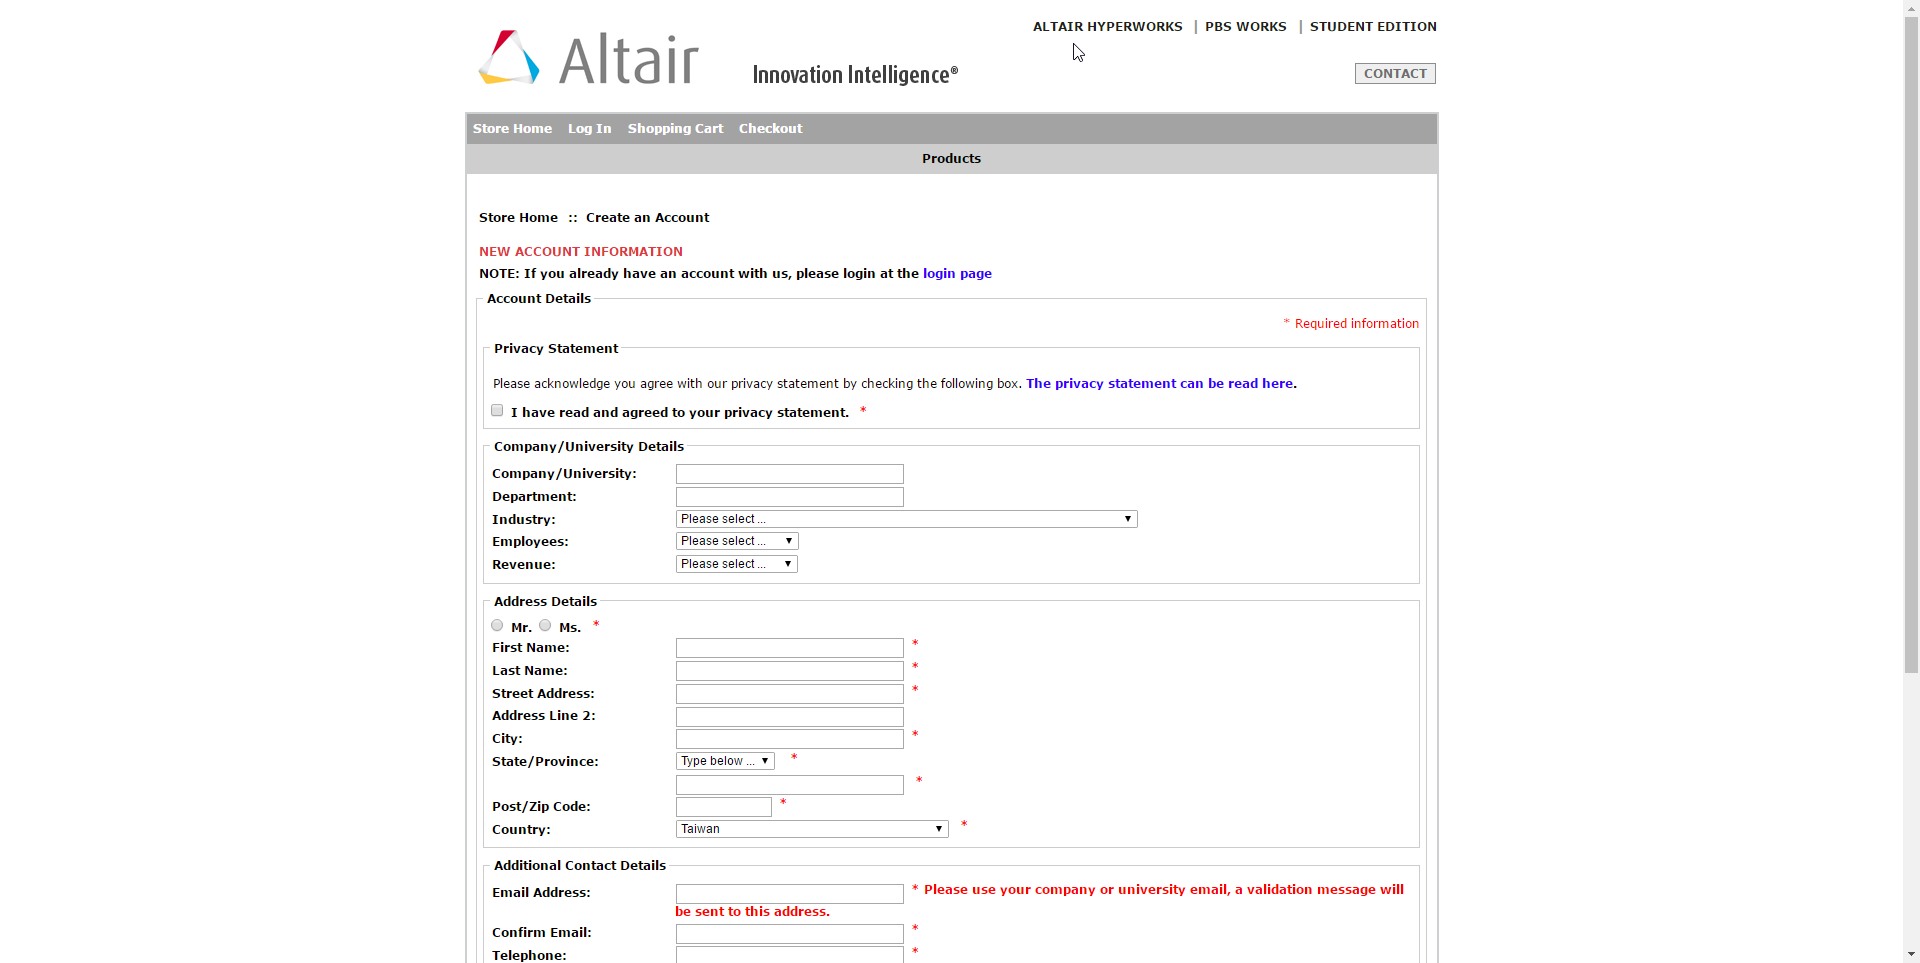 ALTAIR HYPERWORKS | PBS WORKS | STUDENT EDITION
Altair
Innovation Intelligence®
CONTACT
Store Home Log In Shopping Cart Checkout
Products
Store Home :: Create an Account
NEW ACCOUNT INFORMATION
NOTE: If you already have an account with us, please login at the login page
Account Details
* Required information
Privacy Statement
Please acknowledge you agree with our privacy statement by checking the following box. The privacy statement can be read here.
I have read and agreed to your privacy statement. *
Company/University Details
Company/University:
Department:
Industry: Please select ...
Employees: Please select ...
Revenue: Please select ...
Address Details
Mr. Ms. *
First Name: *
Last Name: *
Street Address: *
Address Line 2:
City: *
State/Province: Type below ... *
*
Post/Zip Code: *
Country: Taiwan *
Additional Contact Details
Email Address: * Please use your company or university email, a validation message will
be sent to this address.
Confirm Email: *
Telephone: *